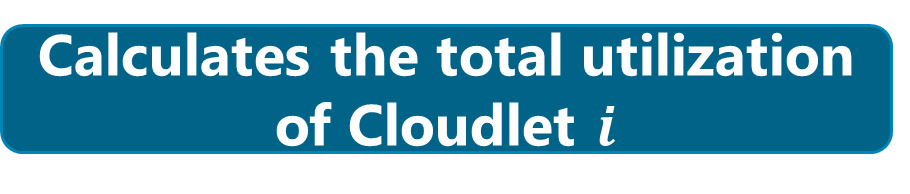 Calculates the total utilization
of Cloudlet i